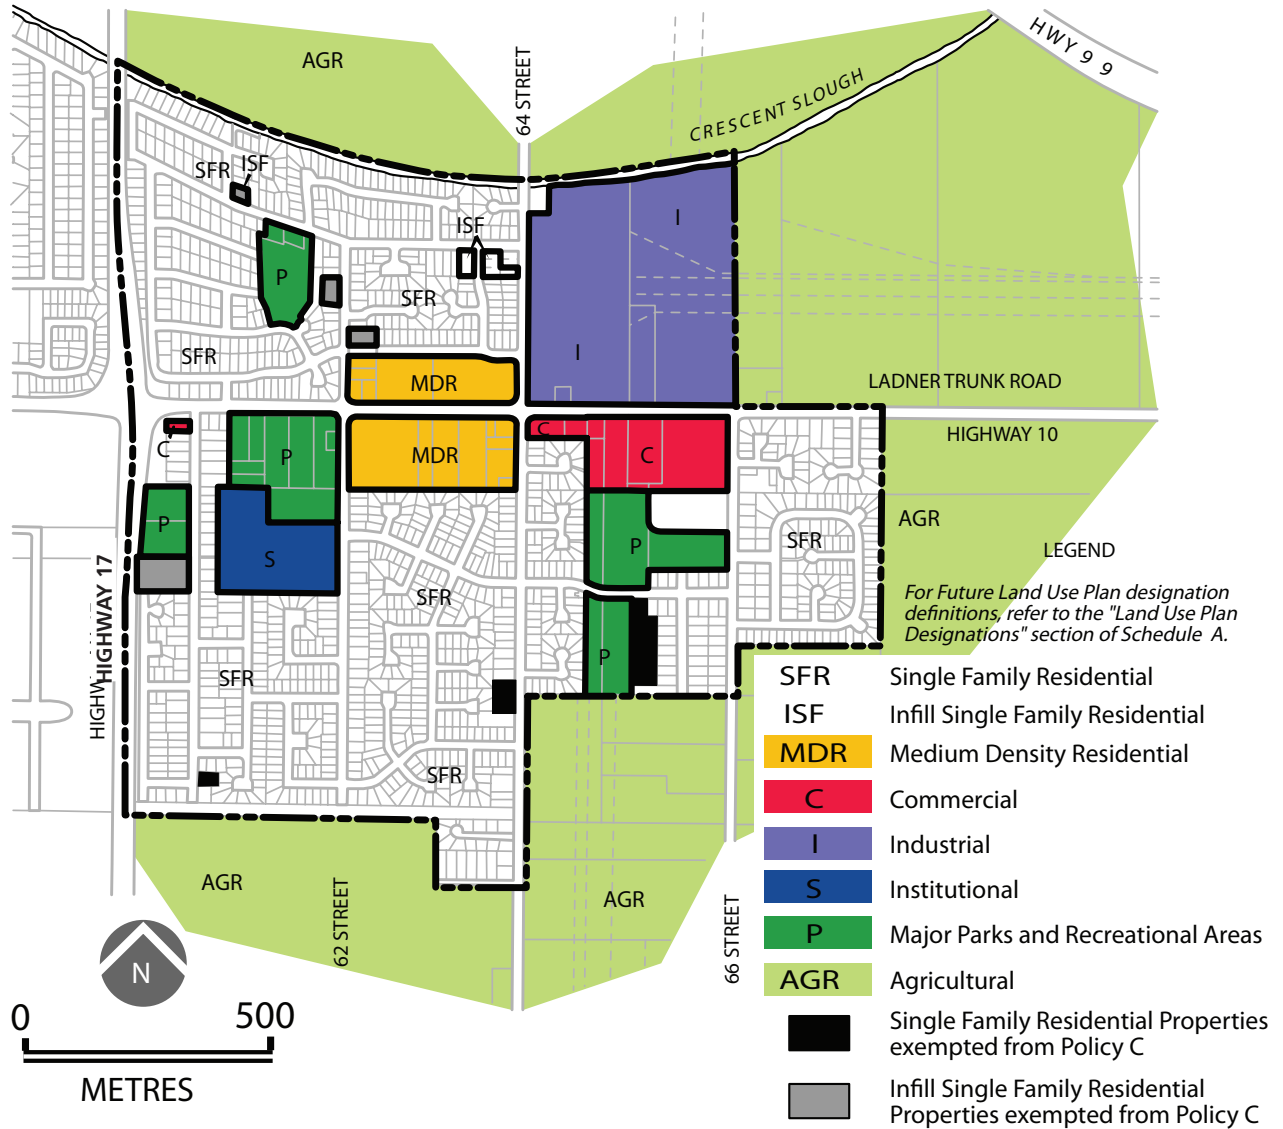 HWY 99
AGR
64 STREET
CRESCENT SLOUGH
SFR
ISF
I
ISF
P
SFR
I
SFR
MDR
LADNER TRUNK ROAD
C
C
HIGHWAY 10
C
P
MDR
P
AGR
SFR
P
LEGEND
S
HIGHWAY 17
SFR
For Future Land Use Plan designation
definitions, refer to the "Land Use Plan
Designations" section of Schedule A.
P
SFR
SFR
SFR Single Family Residential
ISF Infill Single Family Residential
MDR Medium Density Residential
C Commercial
I Industrial
S Institutional
P Major Parks and Recreational Areas
AGR Agricultural
Single Family Residential Properties
exempted from Policy C
Infill Single Family Residential
Properties exempted from Policy C
AGR
62 STREET
AGR
66 STREET
N
0 500
METRES